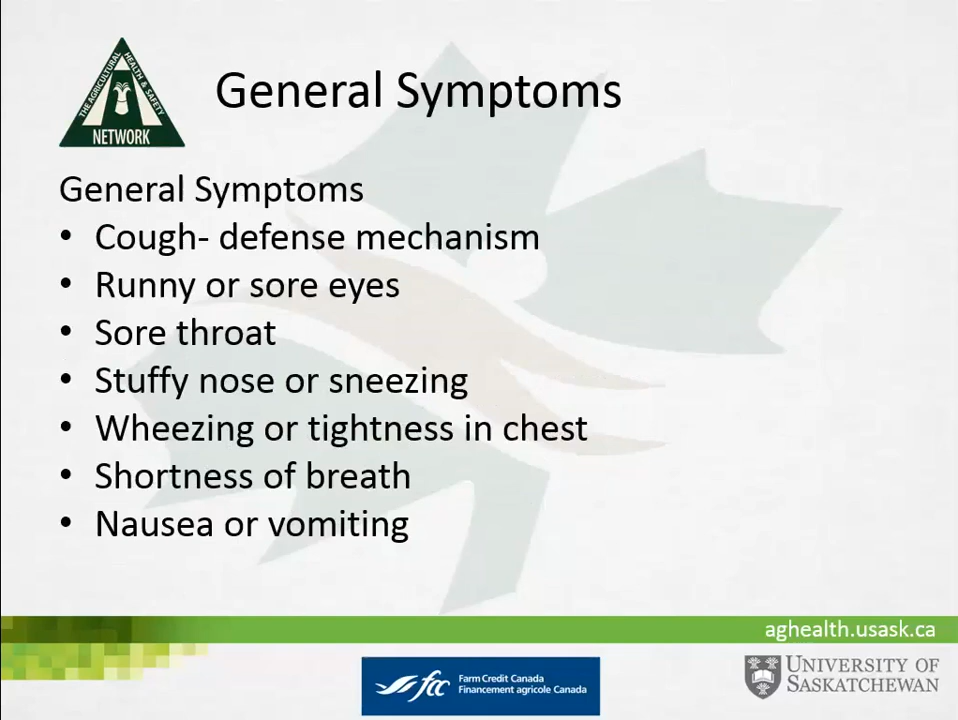 THE AGRICULTURAL HEALTH & SAFETY
NETWORK
General Symptoms
General Symptoms
• Cough- defense mechanism
• Runny or sore eyes
• Sore throat
• Stuffy nose or sneezing
• Wheezing or tightness in chest
• Shortness of breath
• Nausea or vomiting
aghealth.usask.ca
fcc
Farm Credit Canada
Financement agricole Canada
UNIVERSITY OF
SASKATCHEWAN